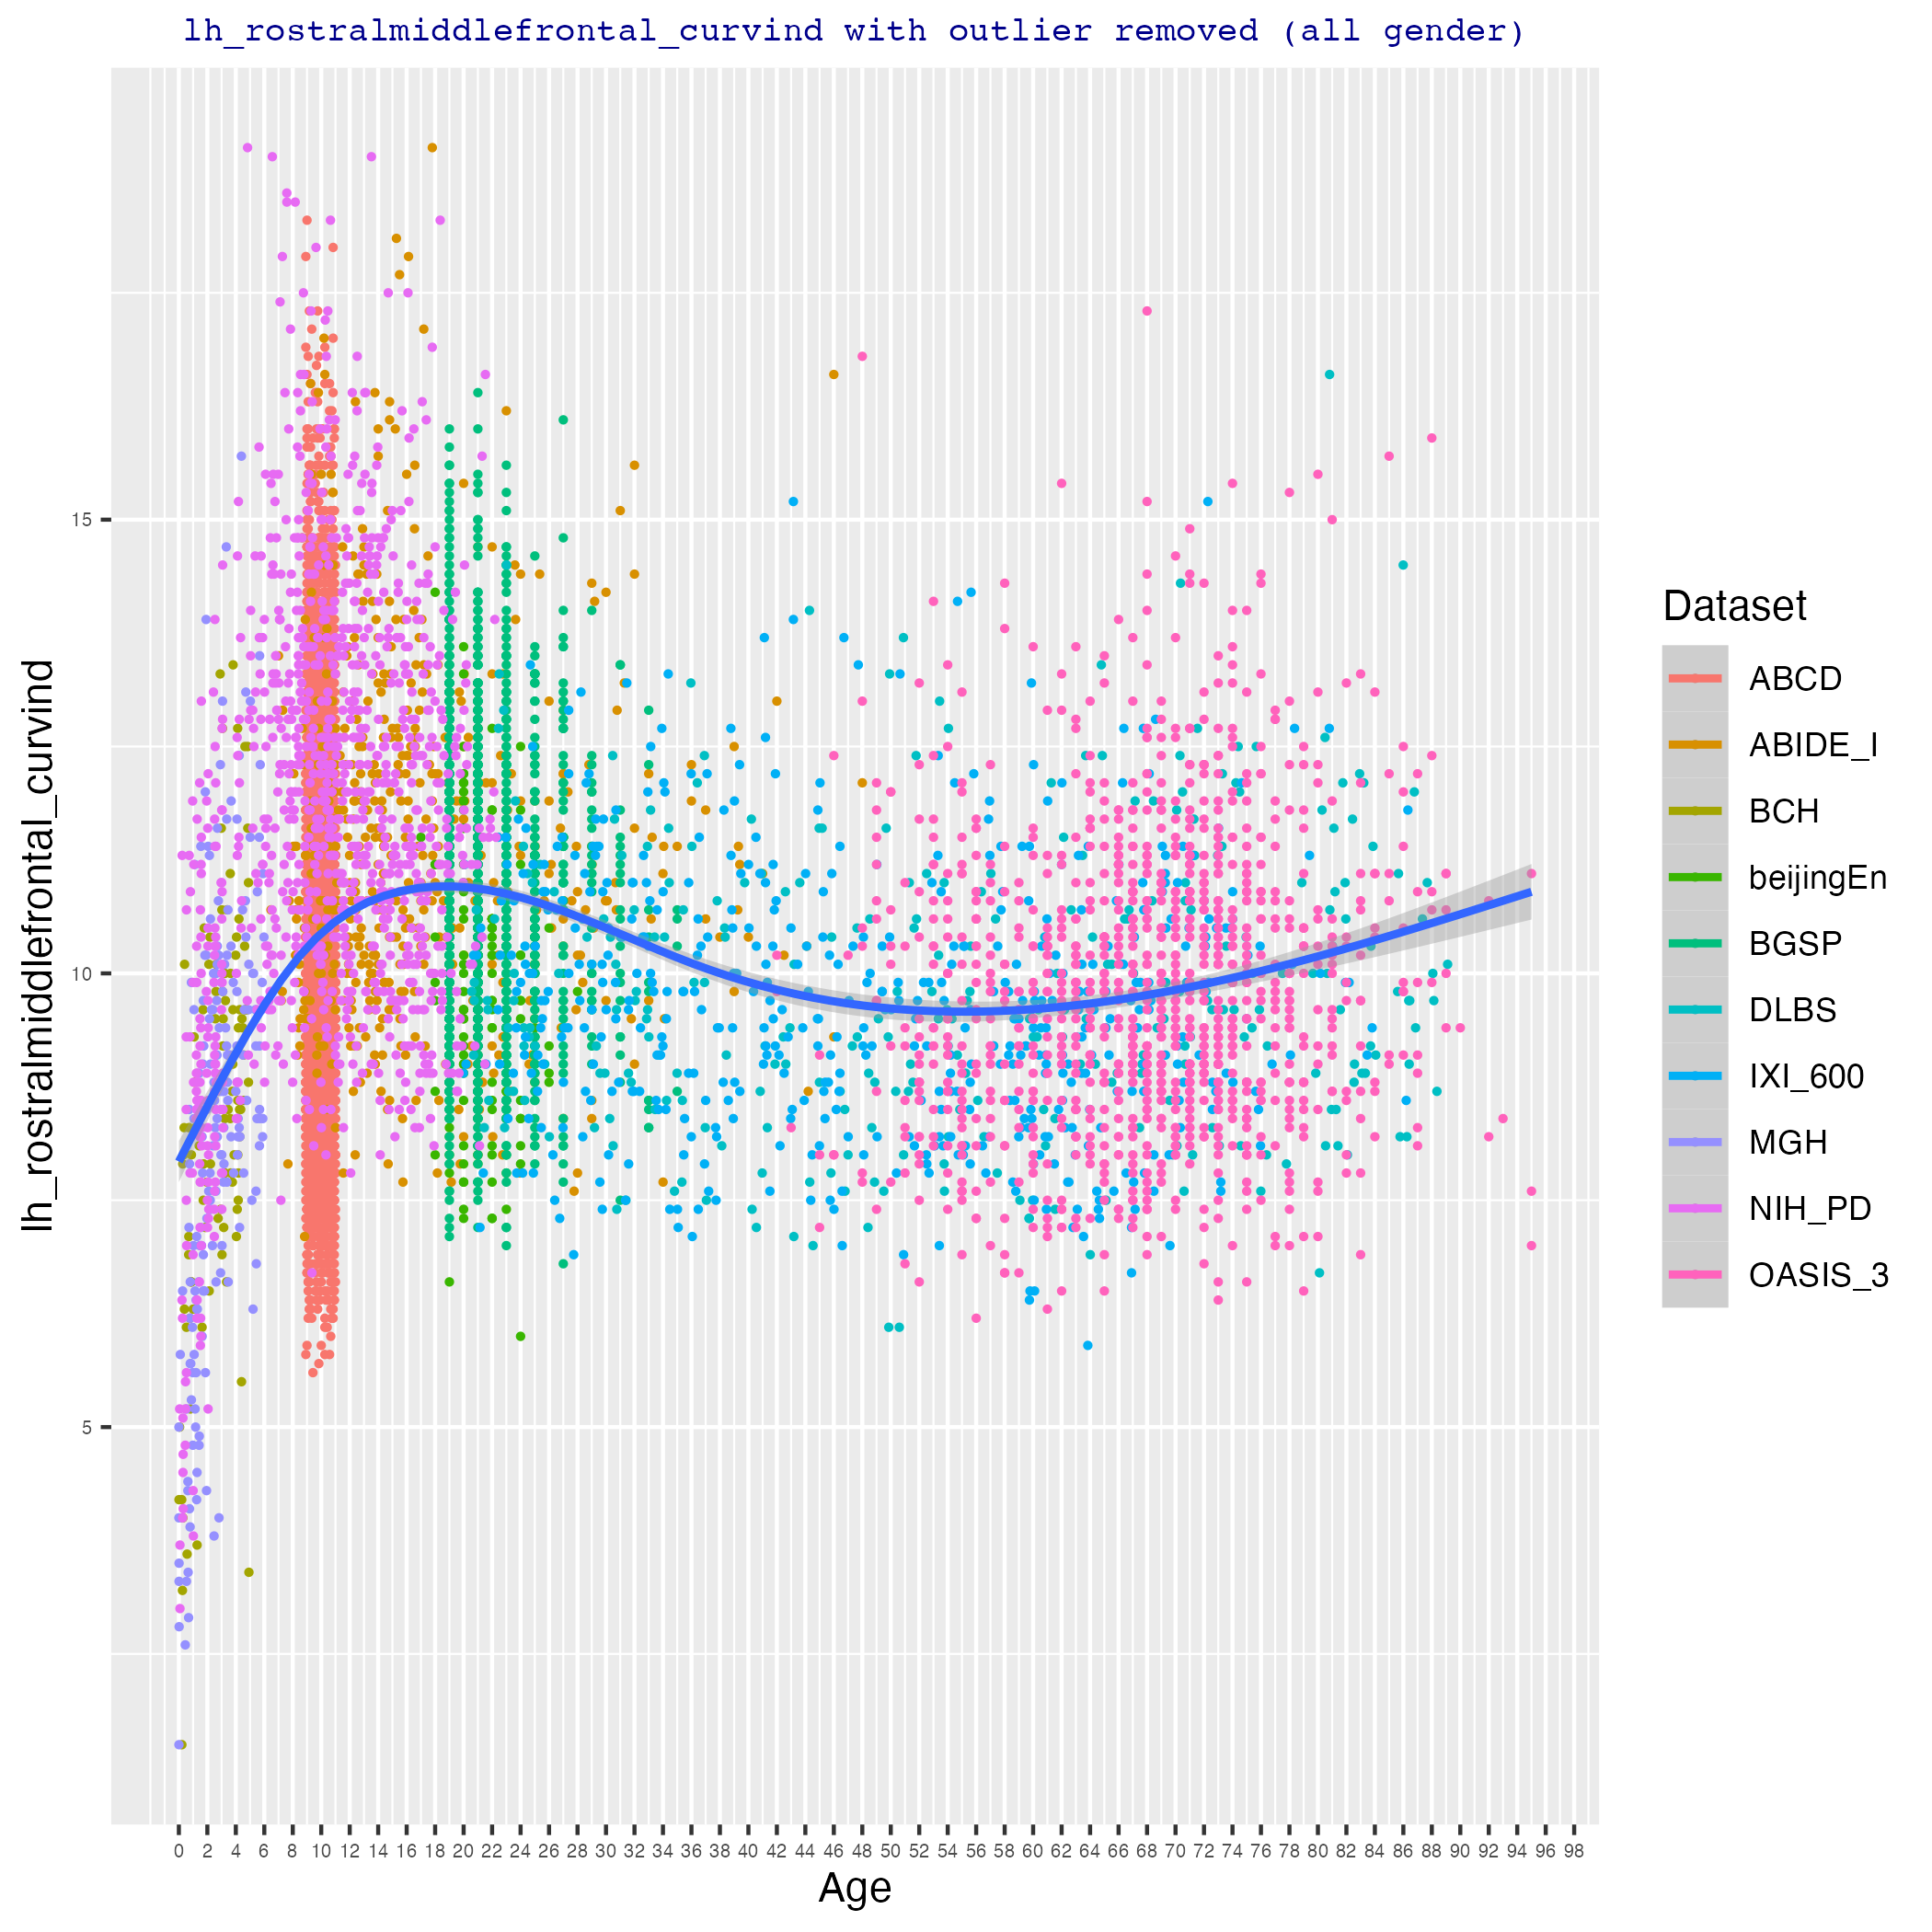 lh_rostralmiddlefrontal_curvind with outlier removed (all gender)
lh_rostralmiddlefrontal_curvind
15
10
5
0 2 4 6 8 10 12 14 16 18 20 22 24 26 28 30 32 34 36 38 40 42 44 46 48 50 52 54 56 58 60 62 64 66 68 70 72 74 76 78 80 82 84 86 88 90 92 94 96 98
Age
Dataset
ABCD
ABIDE_I
BCH
beijingEn
BGSP
DLBS
IXI_600
MGH
NIH_PD
OASIS_3